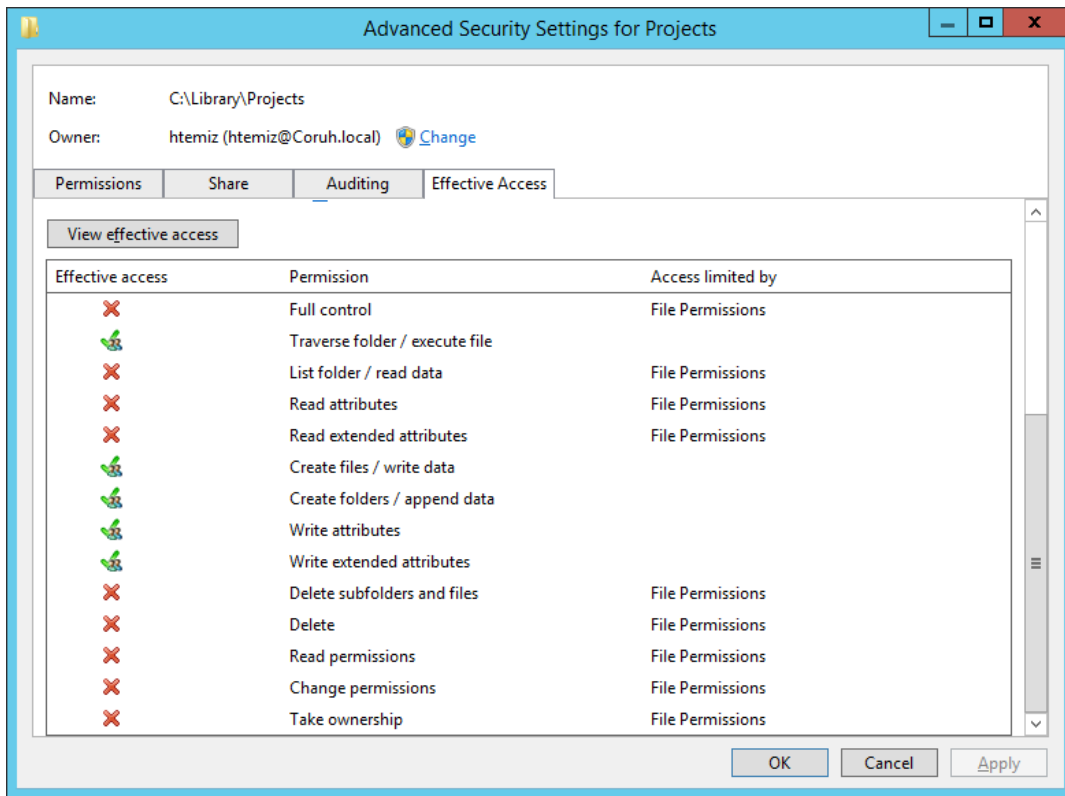 Advanced Security Settings for Projects
Name: C:\Library\Projects
Owner: htemiz (htemiz@Coruh.local) Change
Permissions Share Auditing Effective Access
View effective access
Effective access Permission Access limited by
Full control File Permissions
Traverse folder / execute file
List folder / read data File Permissions
Read attributes File Permissions
Read extended attributes File Permissions
Create files / write data
Create folders / append data
Write attributes
Write extended attributes
Delete subfolders and files File Permissions
Delete File Permissions
Read permissions File Permissions
Change permissions File Permissions
Take ownership File Permissions
OK Cancel Apply